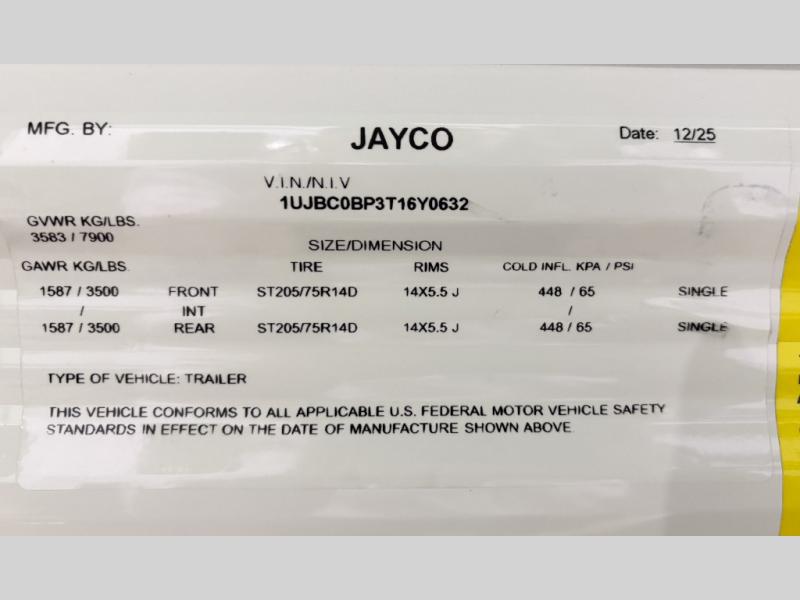 MFG. BY: JAYCO Date: 12/25
V.I.N./N.I.V
1UJBC0BP3T16Y0632
GVWR KG/LBS.
3583 / 7900
SIZE/DIMENSION
GAWR KG/LBS. TIRE RIMS COLD INFL. KPA / PSI
1587 / 3500 FRONT ST205/75R14D 14X5.5 J 448 / 65 SINGLE
/ INT /
1587 / 3500 REAR ST205/75R14D 14X5.5 J 448 / 65 SINGLE
TYPE OF VEHICLE: TRAILER
THIS VEHICLE CONFORMS TO ALL APPLICABLE U.S. FEDERAL MOTOR VEHICLE SAFETY
STANDARDS IN EFFECT ON THE DATE OF MANUFACTURE SHOWN ABOVE